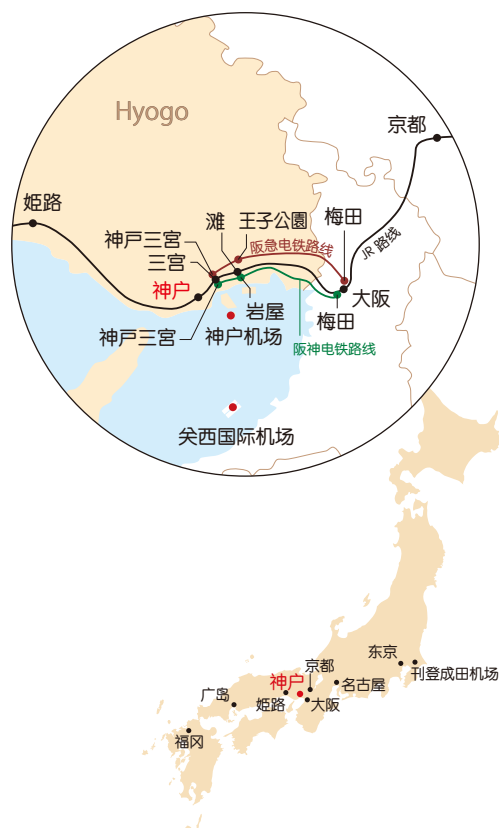 Hyogo
京都
姫路
滩
王子公園
梅田
神戸三宮
阪急电铁路线
JR 路线
三宮
神户
岩屋
大阪
神戸三宮
神户机场
梅田
阪神电铁路线
关西国际机场
东京
刊登成田机场
京都
神户
名古屋
广岛
姫路
大阪
福冈